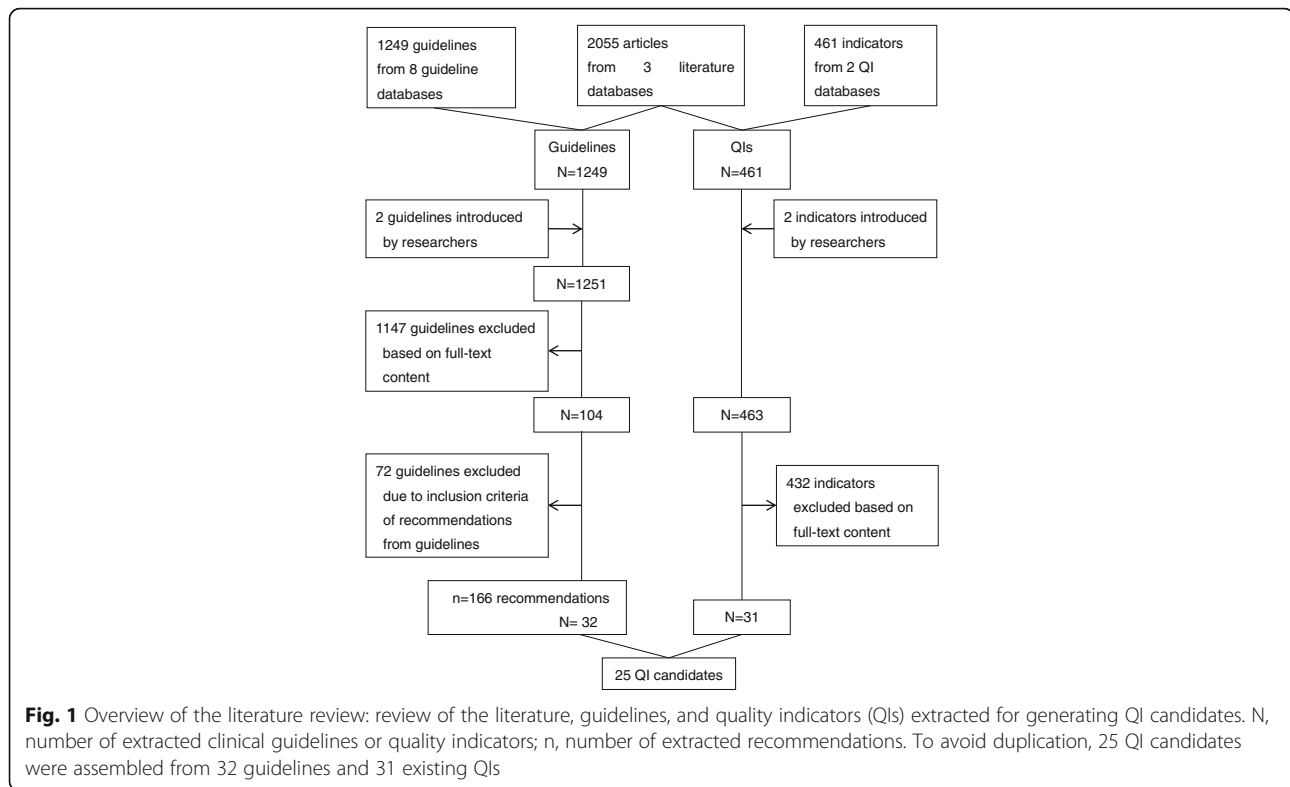 1249 guidelines
from 8 guideline
databases
2055 articles
from 3 literature
databases
461 indicators
from 2 QI
databases
Guidelines
N=1249
QIs
N=461
2 guidelines introduced
by researchers
2 indicators introduced
by researchers
N=1251
1147 guidelines excluded
based on full-text
content
N=104
N=463
72 guidelines excluded
due to inclusion criteria
of recommendations
from guidelines
432 indicators
excluded based on
full-text content
n=166 recommendations
N= 32
N=31
25 QI candidates
Fig. 1 Overview of the literature review: review of the literature, guidelines, and quality indicators (QIs) extracted for generating QI candidates. N,
number of extracted clinical guidelines or quality indicators; n, number of extracted recommendations. To avoid duplication, 25 QI candidates
were assembled from 32 guidelines and 31 existing QIs